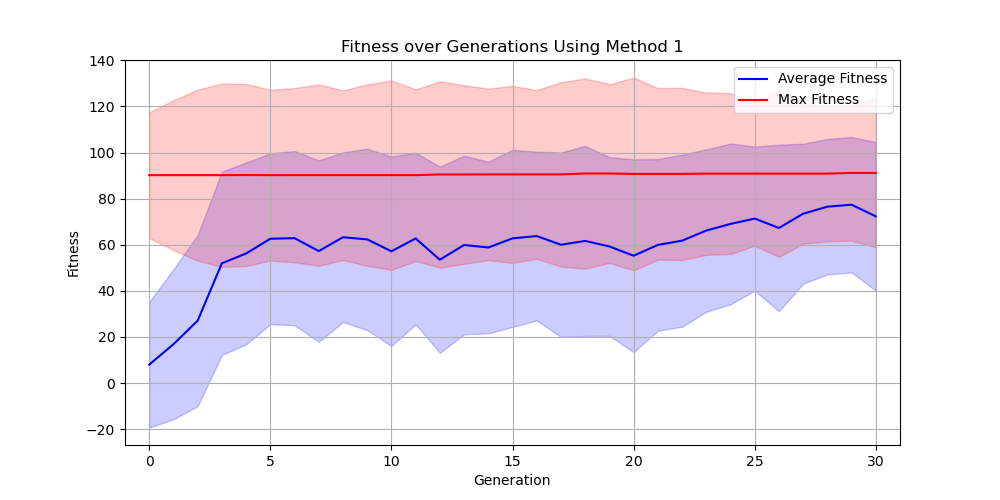 Fitness over Generations Using Method 1
140
120
100
80
60
40
20
0
−20
Fitness
Average Fitness
Max Fitness
0 5 10 15 20 25 30
Generation